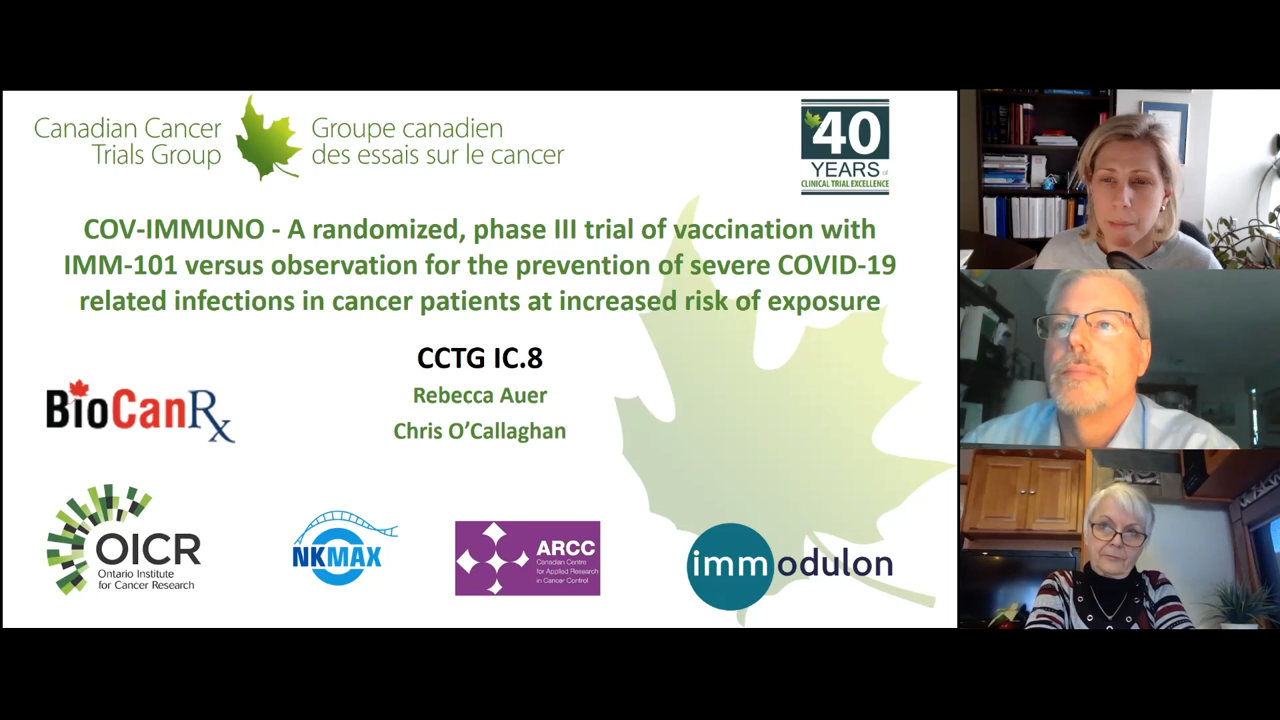 Canadian Cancer
Trials Group
Groupe canadien
des essais sur le cancer
40
YEARS of
CLINICAL TRIAL EXCELLENCE
COV-IMMUNO - A randomized, phase III trial of vaccination with
IMM-101 versus observation for the prevention of severe COVID-19
related infections in cancer patients at increased risk of exposure
CCTG IC.8
Rebecca Auer
Chris O’Callaghan
BioCanRx
OICR
Ontario Institute
for Cancer Research
NKMAX
ARCC
Canadian Centre
for Applied Research
in Cancer Control
immodulon